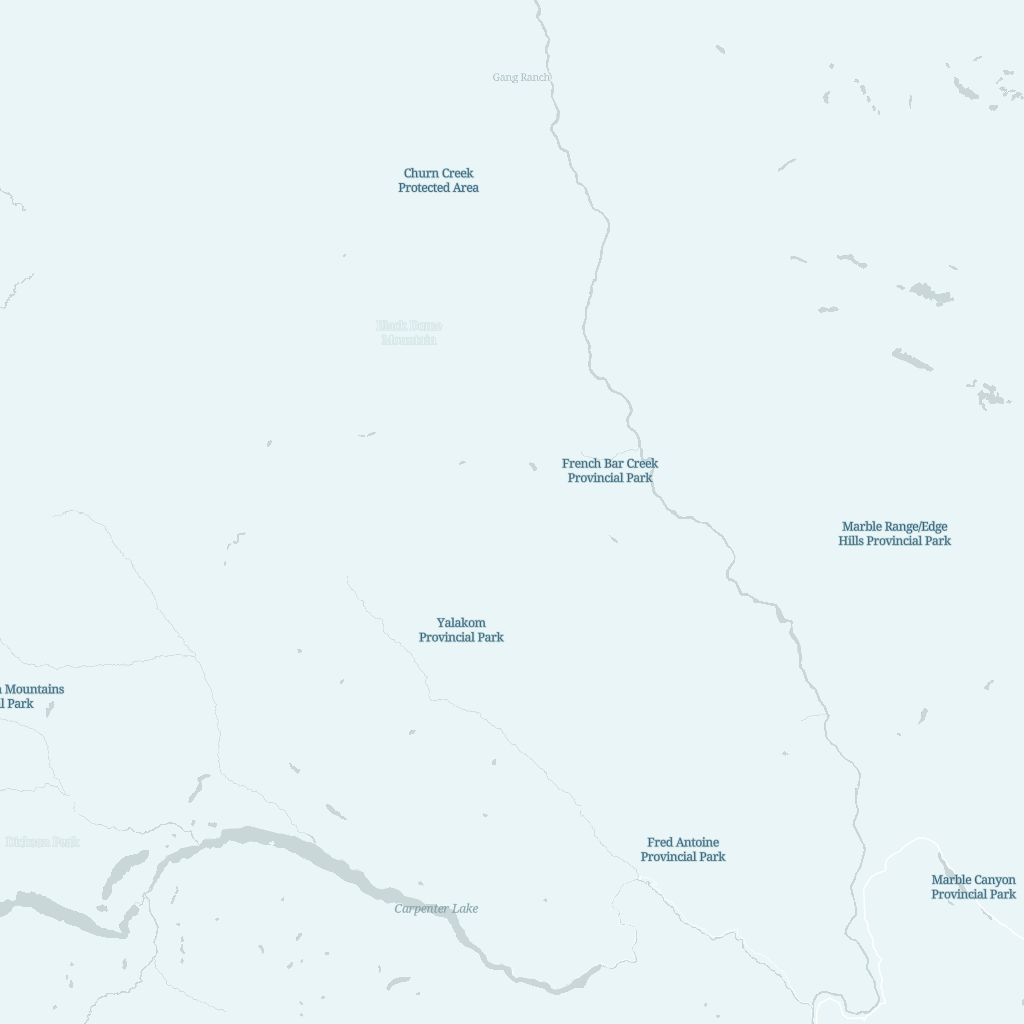 Gang Ranch
Churn Creek
Protected Area
Black Dome
Mountain
French Bar Creek
Provincial Park
Marble Range/Edge
Hills Provincial Park
Yalakom
Provincial Park
Mountains
Park
Dickson Peak
Fred Antoine
Provincial Park
Marble Canyon
Provincial Park
Carpenter Lake